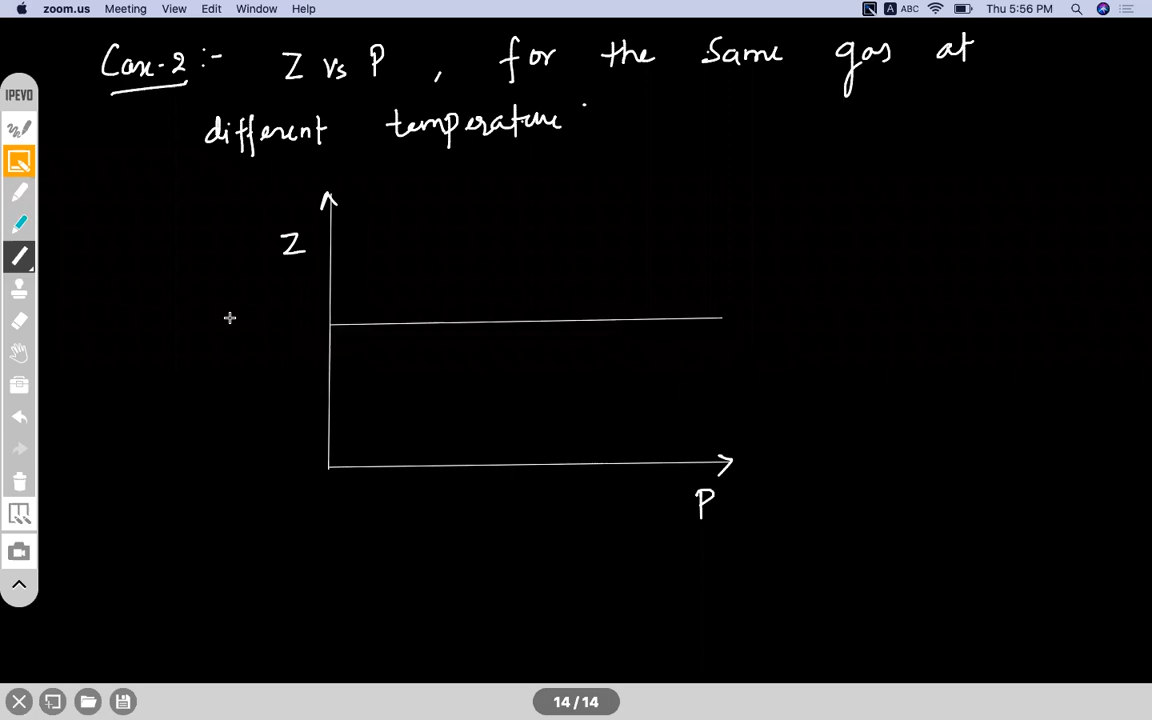 zoom.us Meeting View Edit Window Help ABC Thu 5:56 PM
Case-2 :- Z vs P , for the same gas at
IPEVO
different temperature
Z
P
14/14